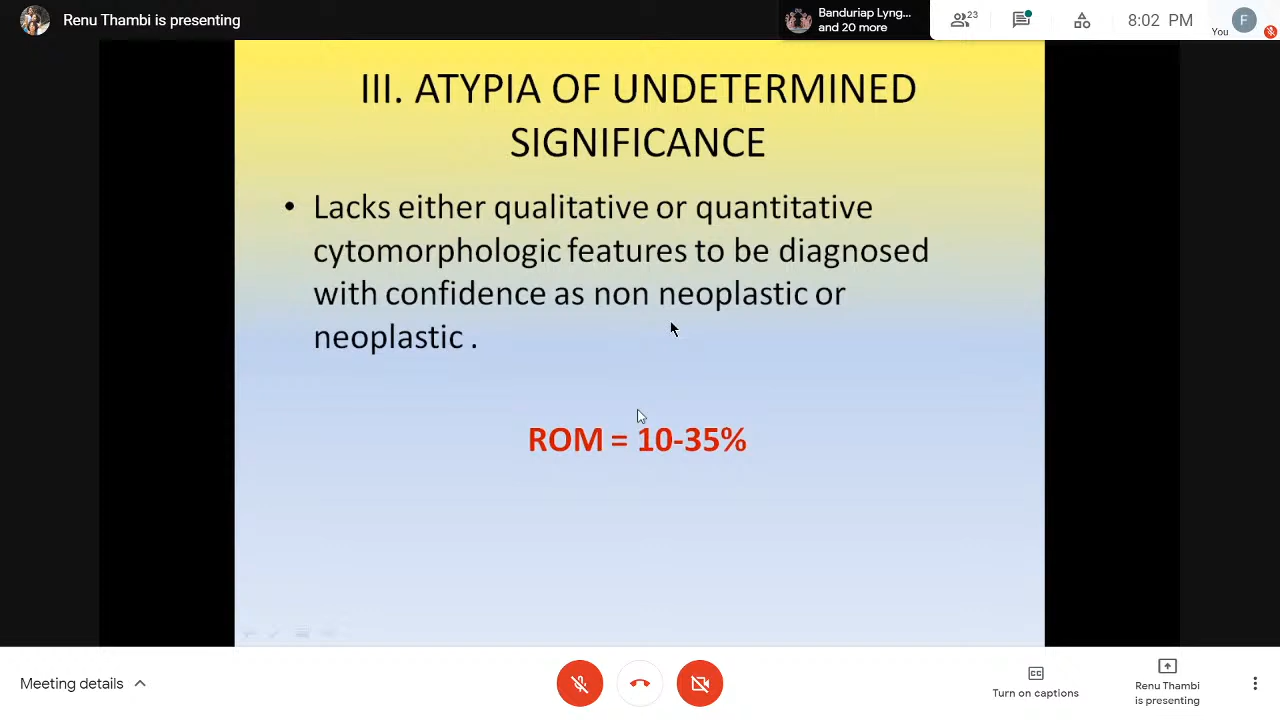 Renu Thambi is presenting
Banduriap Lyng...
and 20 more
23
8:02 PM
You
F
III. ATYPIA OF UNDETERMINED
SIGNIFICANCE
• Lacks either qualitative or quantitative
cytomorphologic features to be diagnosed
with confidence as non neoplastic or
neoplastic .
ROM = 10-35%
Meeting details
CC
Turn on captions
Renu Thambi
is presenting